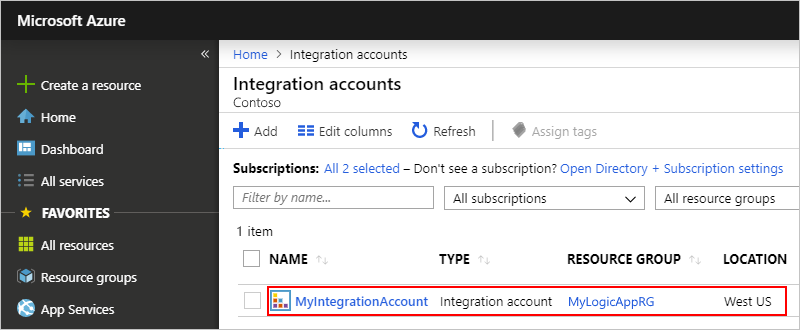 Microsoft Azure
«
Create a resource
Home
Dashboard
All services
FAVORITES
All resources
Resource groups
App Services
Home > Integration accounts
Integration accounts
Contoso
Add Edit columns Refresh Assign tags
Subscriptions: All 2 selected – Don't see a subscription? Open Directory + Subscription settings
Filter by name... All subscriptions All resource groups
1 item
NAME TYPE RESOURCE GROUP LOCATION
MyIntegrationAccount Integration account MyLogicAppRG West US